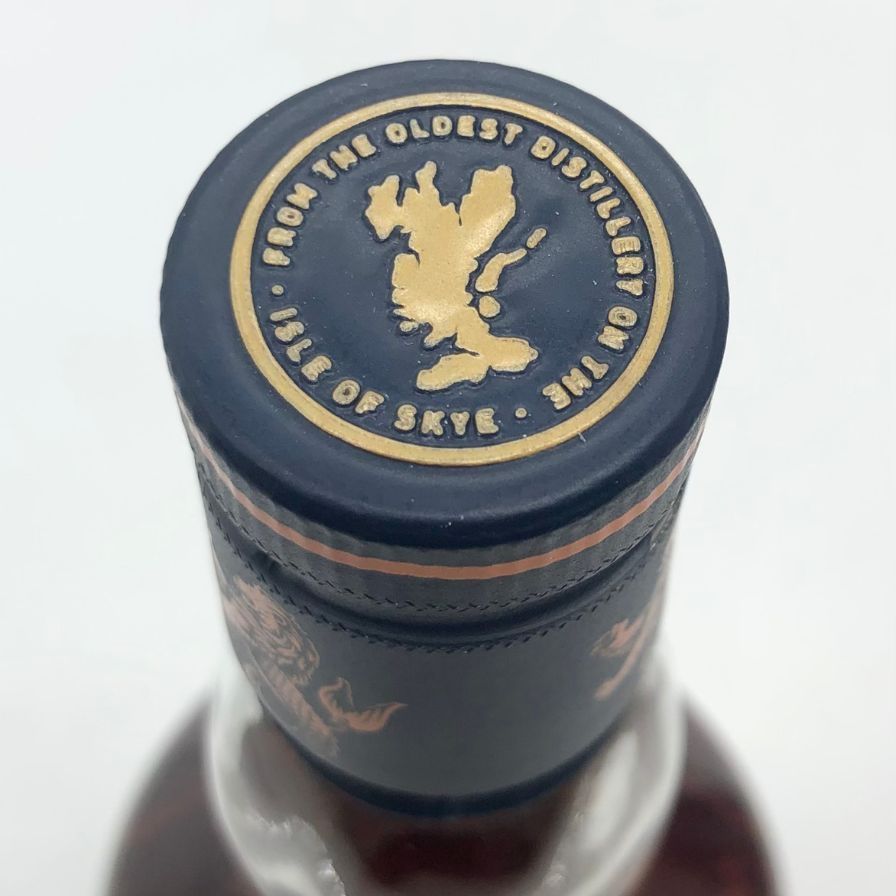 · FROM THE OLDEST DISTILLERY ON THE · ISLE OF SKYE